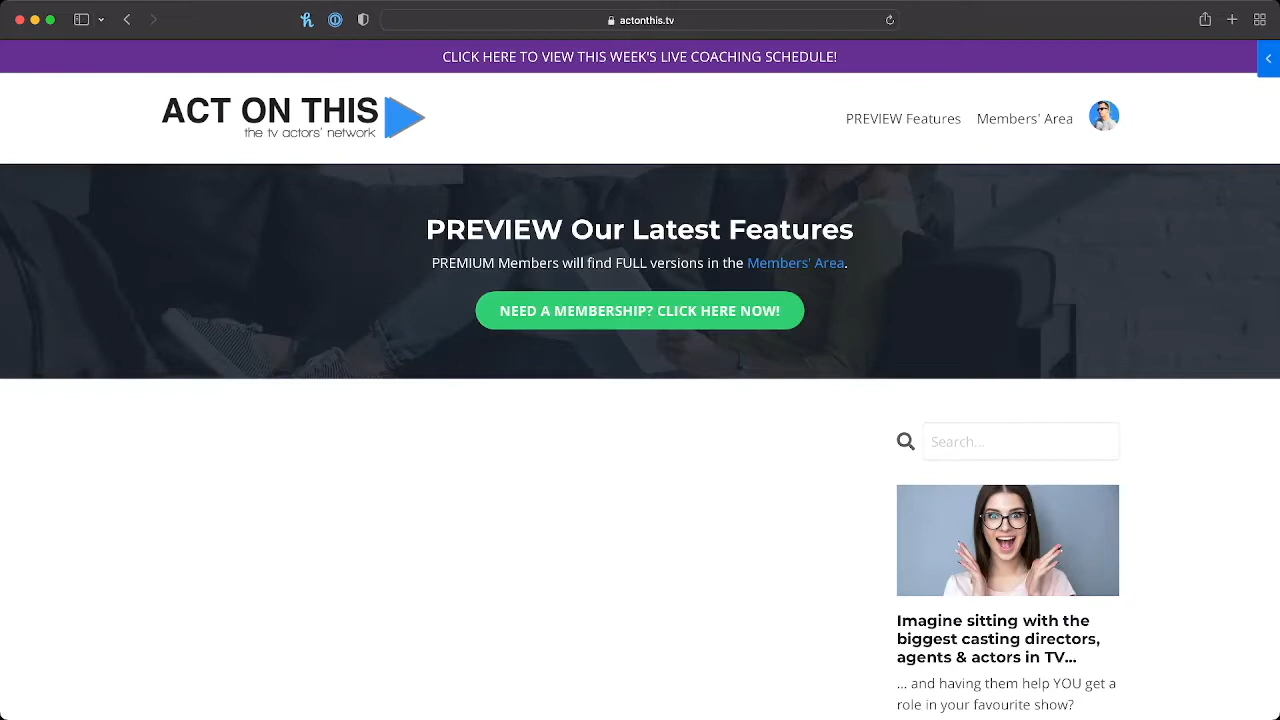 actonthis.tv
CLICK HERE TO VIEW THIS WEEK'S LIVE COACHING SCHEDULE!
ACT ON THIS
the tv actors' network
PREVIEW Features
Members' Area
PREVIEW Our Latest Features
PREMIUM Members will find FULL versions in the Members' Area.
NEED A MEMBERSHIP? CLICK HERE NOW!
Search...
Imagine sitting with the
biggest casting directors,
agents & actors in TV...
... and having them help YOU get a
role in your favourite show?